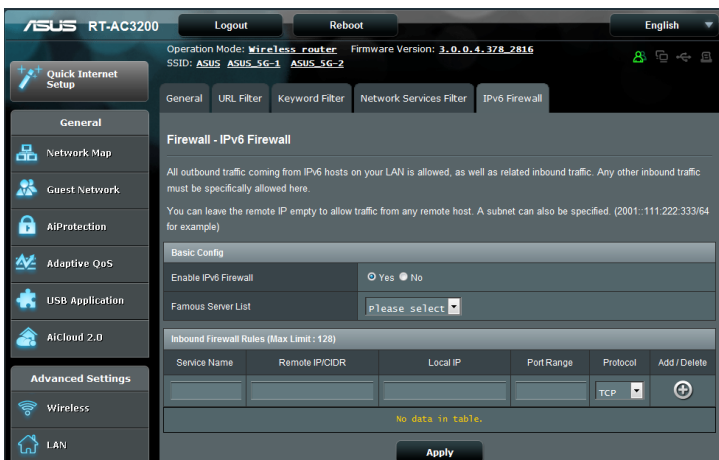 ASUS RT-AC3200
Logout
Reboot
English
Operation Mode: Wireless router Firmware Version: 3.0.0.4.378_2816
SSID: ASUS ASUS_5G-1 ASUS_5G-2
Quick Internet
Setup
General
Network Map
Guest Network
AiProtection
Adaptive QoS
USB Application
AiCloud 2.0
Advanced Settings
Wireless
LAN
General
URL Filter
Keyword Filter
Network Services Filter
IPv6 Firewall
Firewall - IPv6 Firewall
All outbound traffic coming from IPv6 hosts on your LAN is allowed, as well as related inbound traffic. Any other inbound traffic
must be specifically allowed here.
You can leave the remote IP empty to allow traffic from any remote host. A subnet can also be specified. (2001::111:222:333/64
for example)
Basic Config
Enable IPv6 Firewall
Yes No
Famous Server List
Please select
Inbound Firewall Rules (Max Limit : 128)
Service Name
Remote IP/CIDR
Local IP
Port Range
Protocol
Add / Delete
TCP
No data in table.
Apply